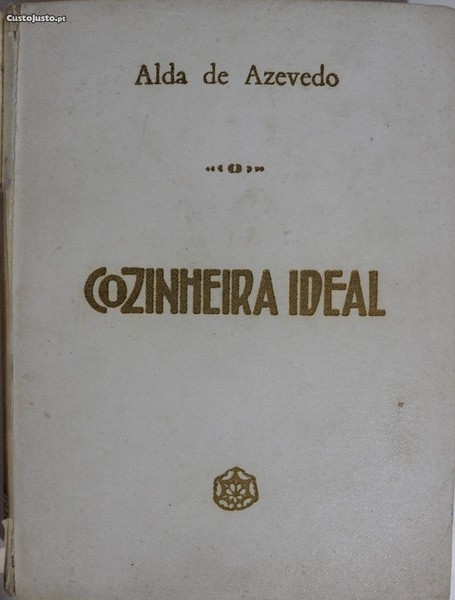 CustoJusto.pt
Alda de Azevedo
COZINHEIRA IDEAL